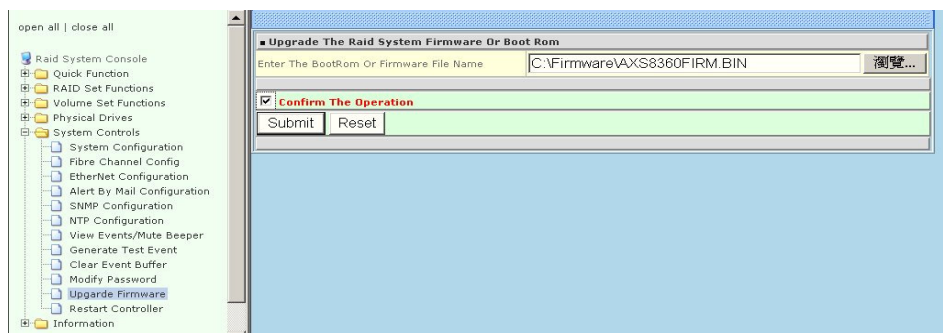 open all | close all
Raid System Console
Quick Function
RAID Set Functions
Volume Set Functions
Physical Drives
System Controls
System Configuration
Fibre Channel Config
EtherNet Configuration
Alert By Mail Configuration
SNMP Configuration
NTP Configuration
View Events/Mute Beeper
Generate Test Event
Clear Event Buffer
Modify Password
Upgarde Firmware
Restart Controller
Information
Upgrade The Raid System Firmware Or Boot Rom
Enter The BootRom Or Firmware File Name
C:\Firmware\AXS8360FIRM.BIN
瀏覽...
Confirm The Operation
Submit Reset